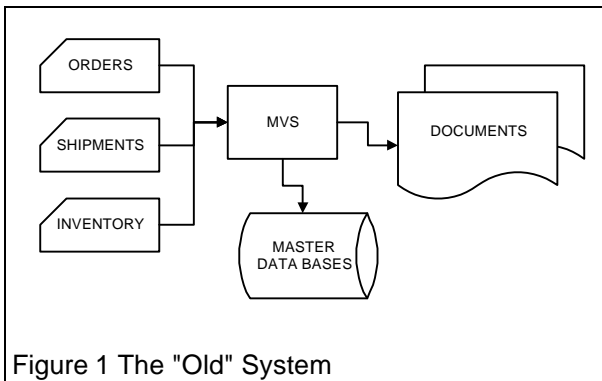 ORDERS
SHIPMENTS
INVENTORY
MVS
DOCUMENTS
MASTER
DATA BASES
Figure 1 The "Old" System